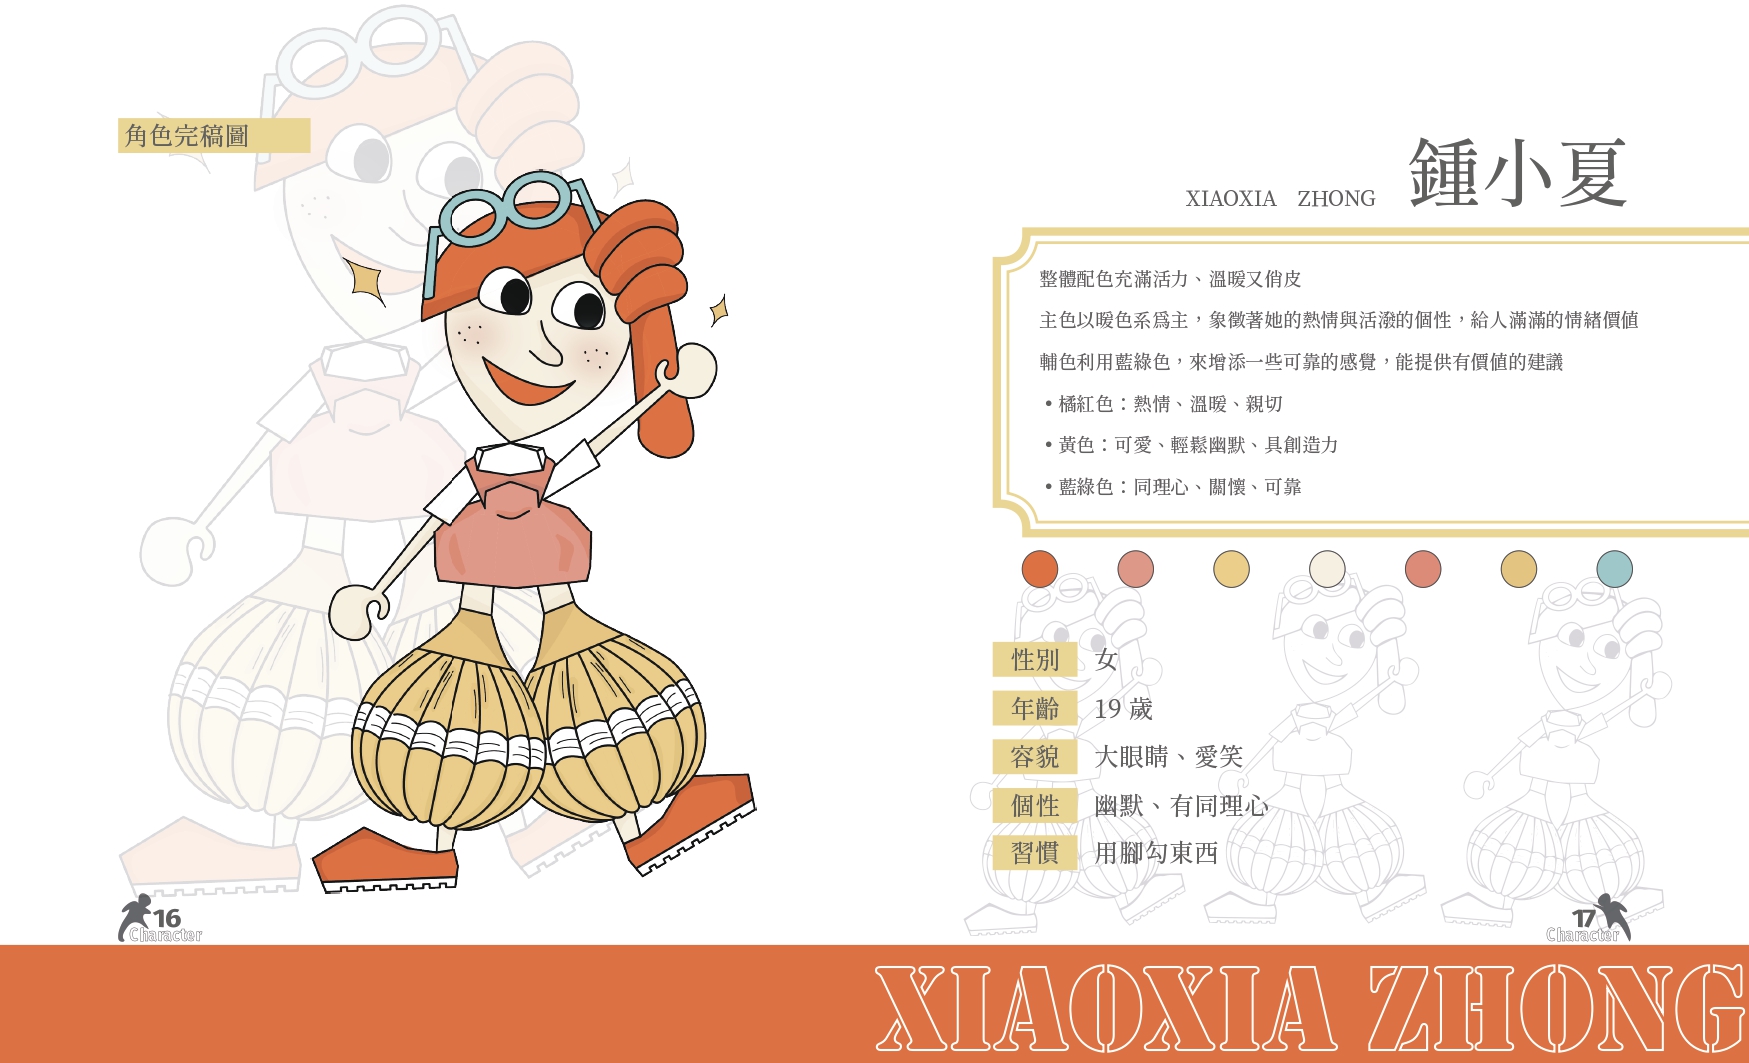 角色完稿圖
XIAOXIA ZHONG 鍾小夏
整體配色充滿活力、溫暖又俏皮
主色以暖色系為主，象徵著她的熱情與活潑的個性，給人滿滿的情緒價值
輔色利用藍綠色，來增添一些可靠的感覺，能提供有價值的建議
•橘紅色：熱情、溫暖、親切
•黃色：可愛、輕鬆幽默、具創造力
•藍綠色：同理心、關懷、可靠
性別 女
年齡 19 歲
容貌 大眼睛、愛笑
個性 幽默、有同理心
習慣 用腳勾東西
16
Character
17
Character
XIAOXIA ZHONG